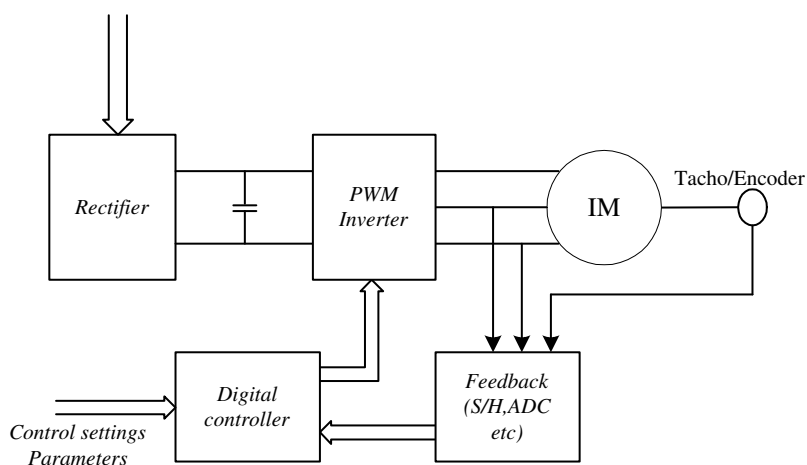 Rectifier
PWM
Inverter
IM
Tacho/Encoder
Digital
controller
Feedback
(S/H,ADC
etc)
Control settings
Parameters